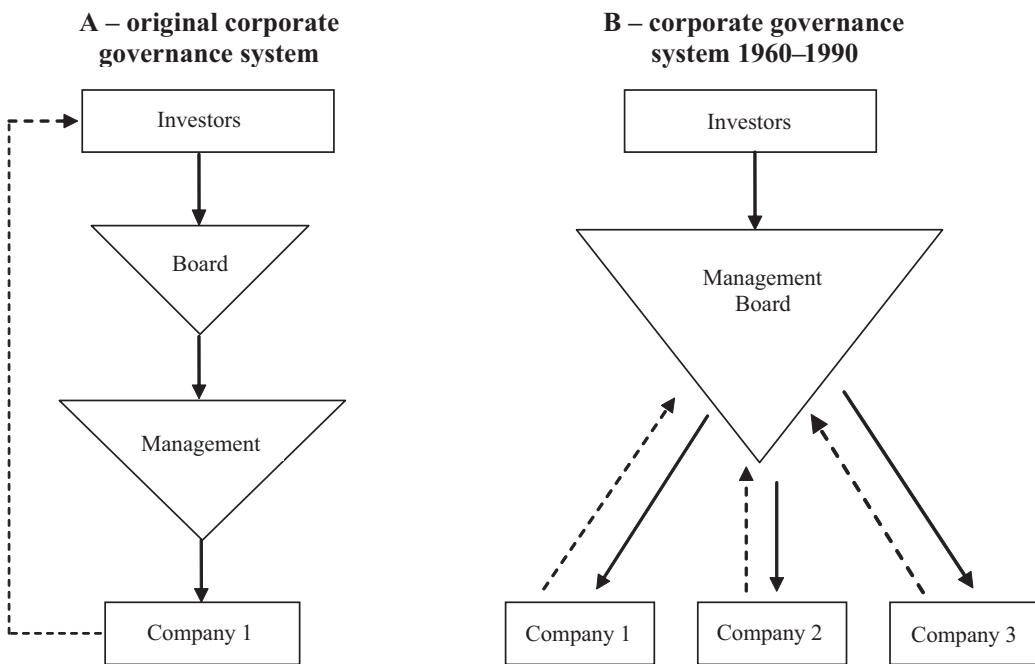 A – original corporate
governance system
Investors
Board
Management
Company 1
B – corporate governance
system 1960–1990
Investors
Management
Board
Company 1
Company 2
Company 3